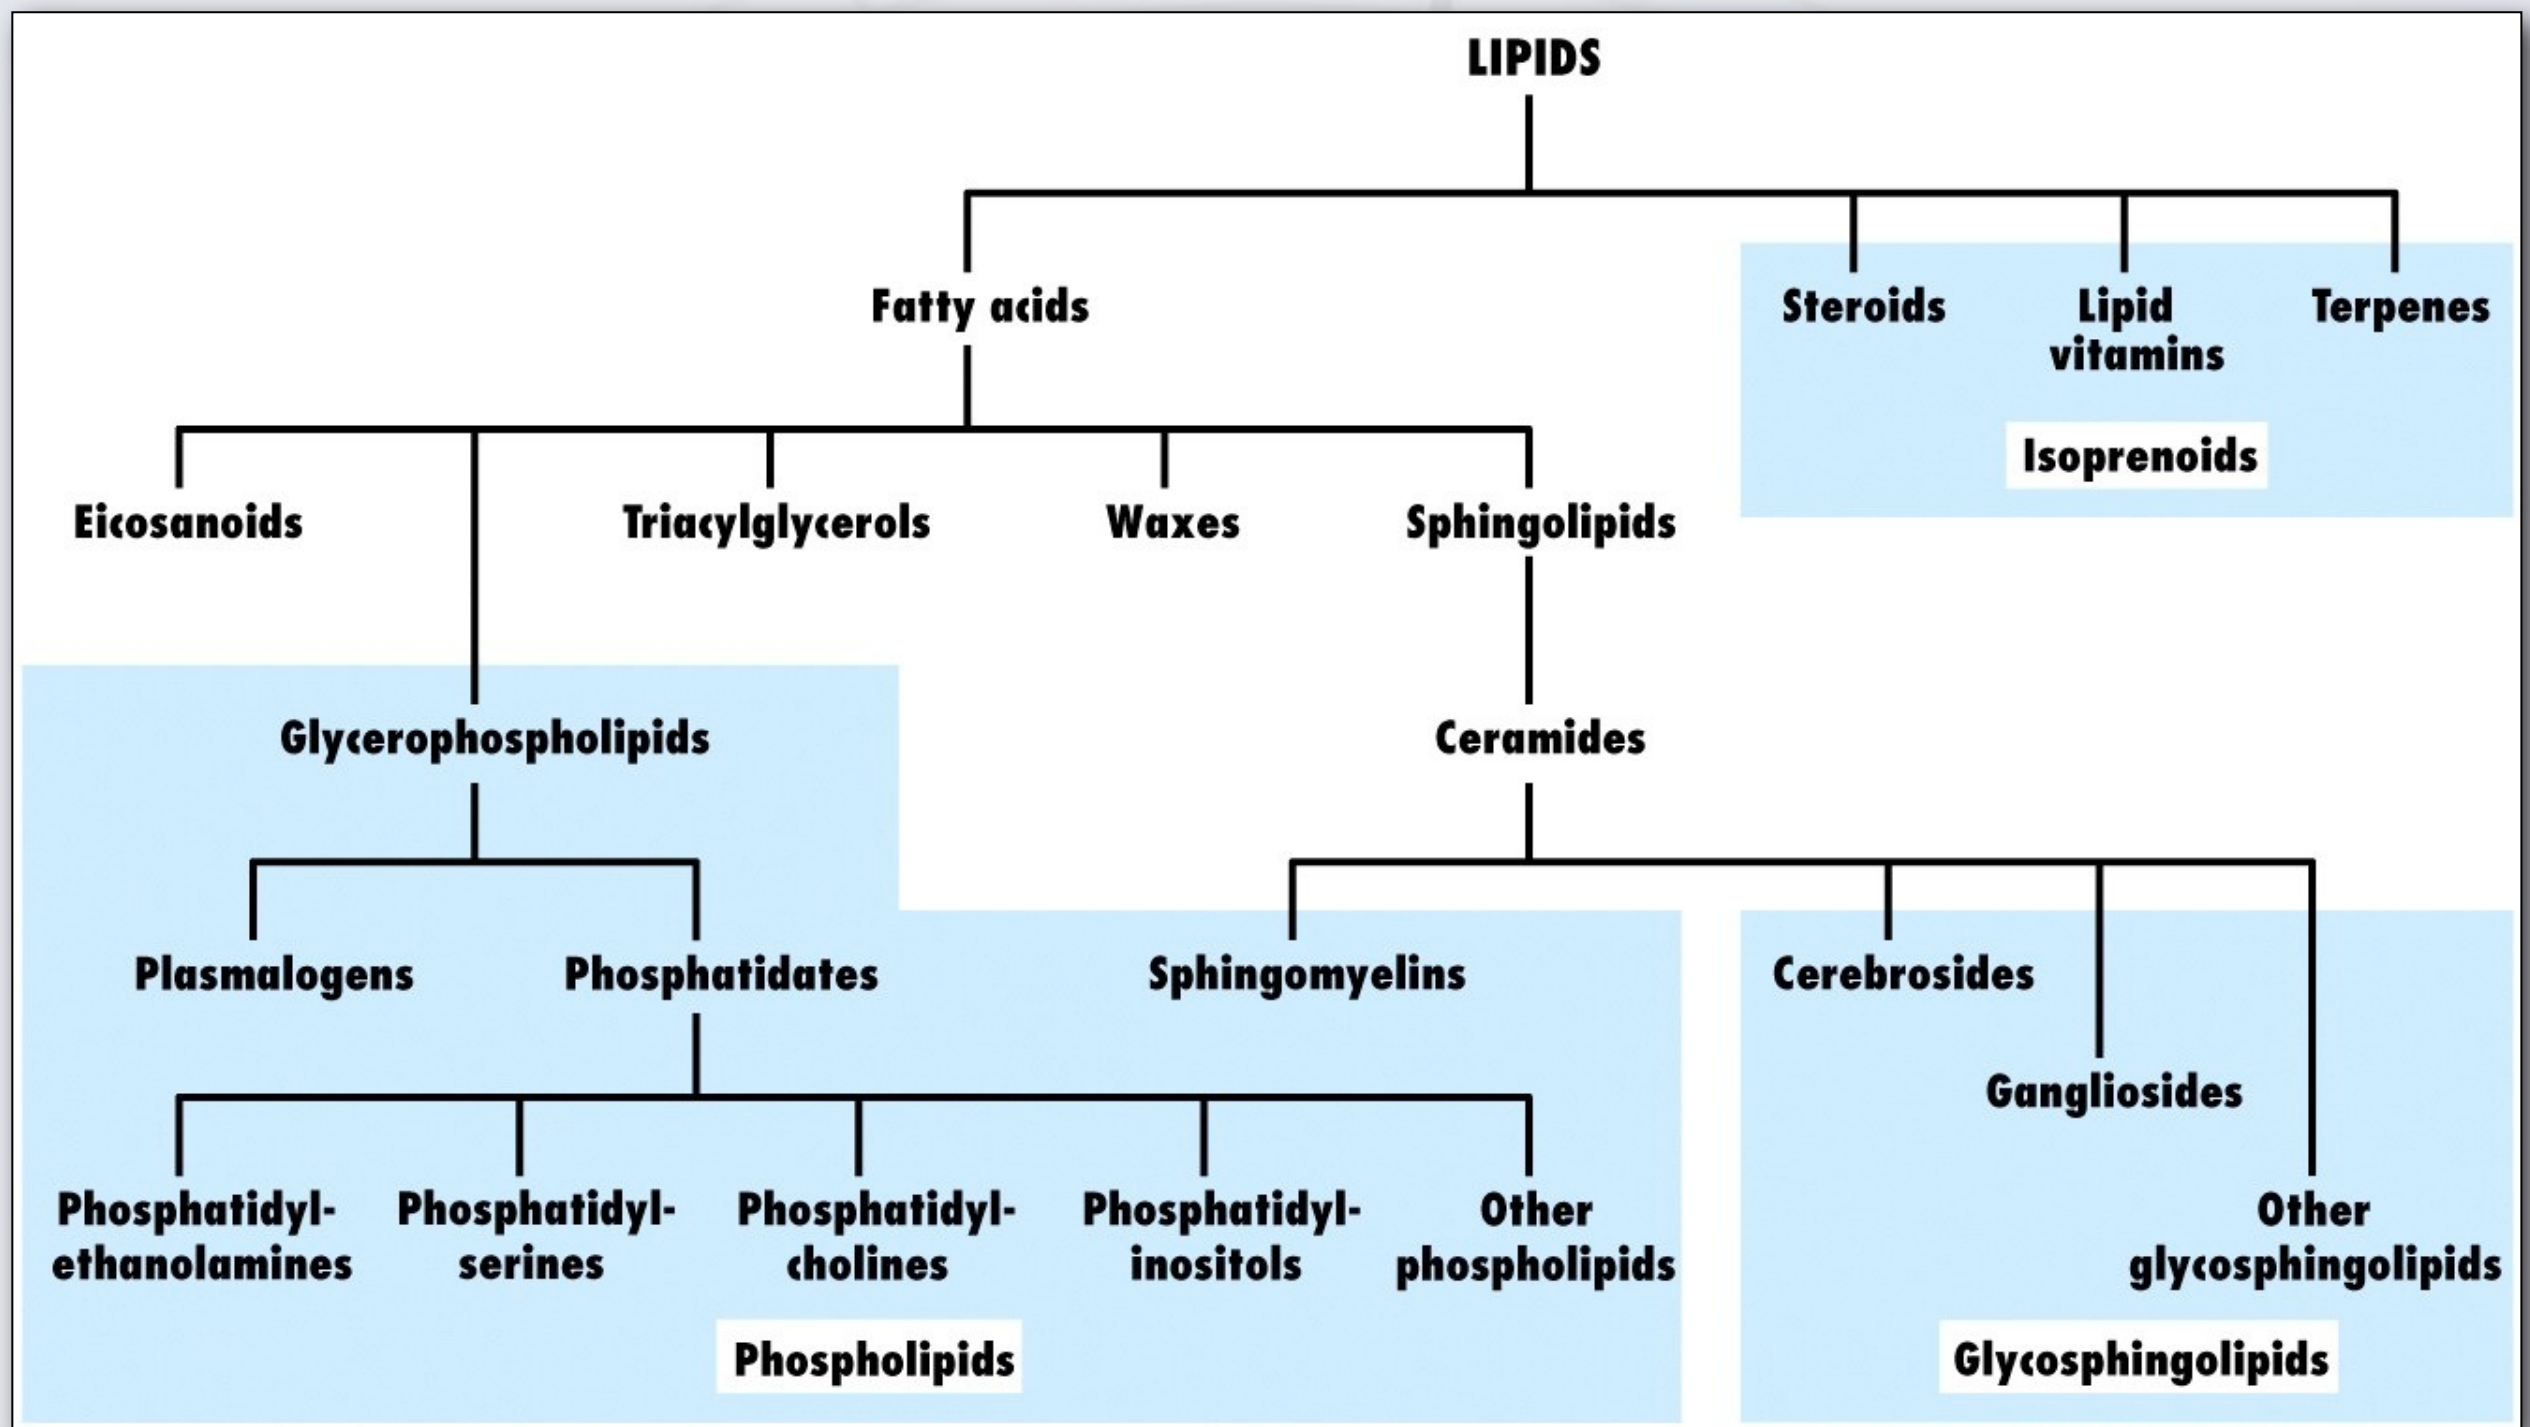 LIPIDS
Fatty acids
Steroids
Lipid
vitamins
Terpenes
Isoprenoids
Eicosanoids
Triacylglycerols
Waxes
Sphingolipids
Glycerophospholipids
Ceramides
Plasmalogens
Phosphatidates
Sphingomyelins
Cerebrosides
Gangliosides
Phosphatidyl-
ethanolamines
Phosphatidyl-
serines
Phosphatidyl-
cholines
Phosphatidyl-
inositols
Other
phospholipids
Other
glycosphingolipids
Phospholipids
Glycosphingolipids